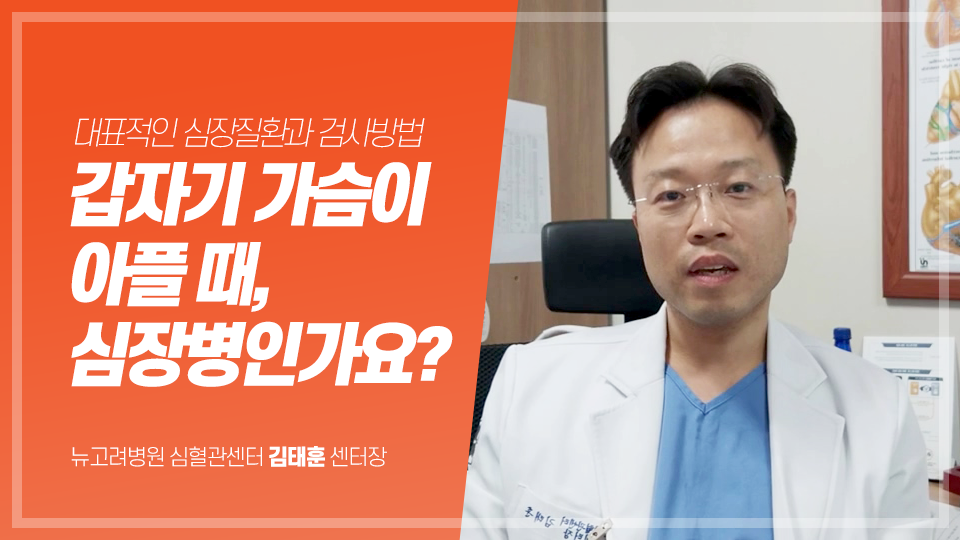 대표적인 심장질환과 검사방법
갑자기 가슴이
아플 때,
심장병인가요?
뉴고려병원 심혈관센터 김태훈 센터장